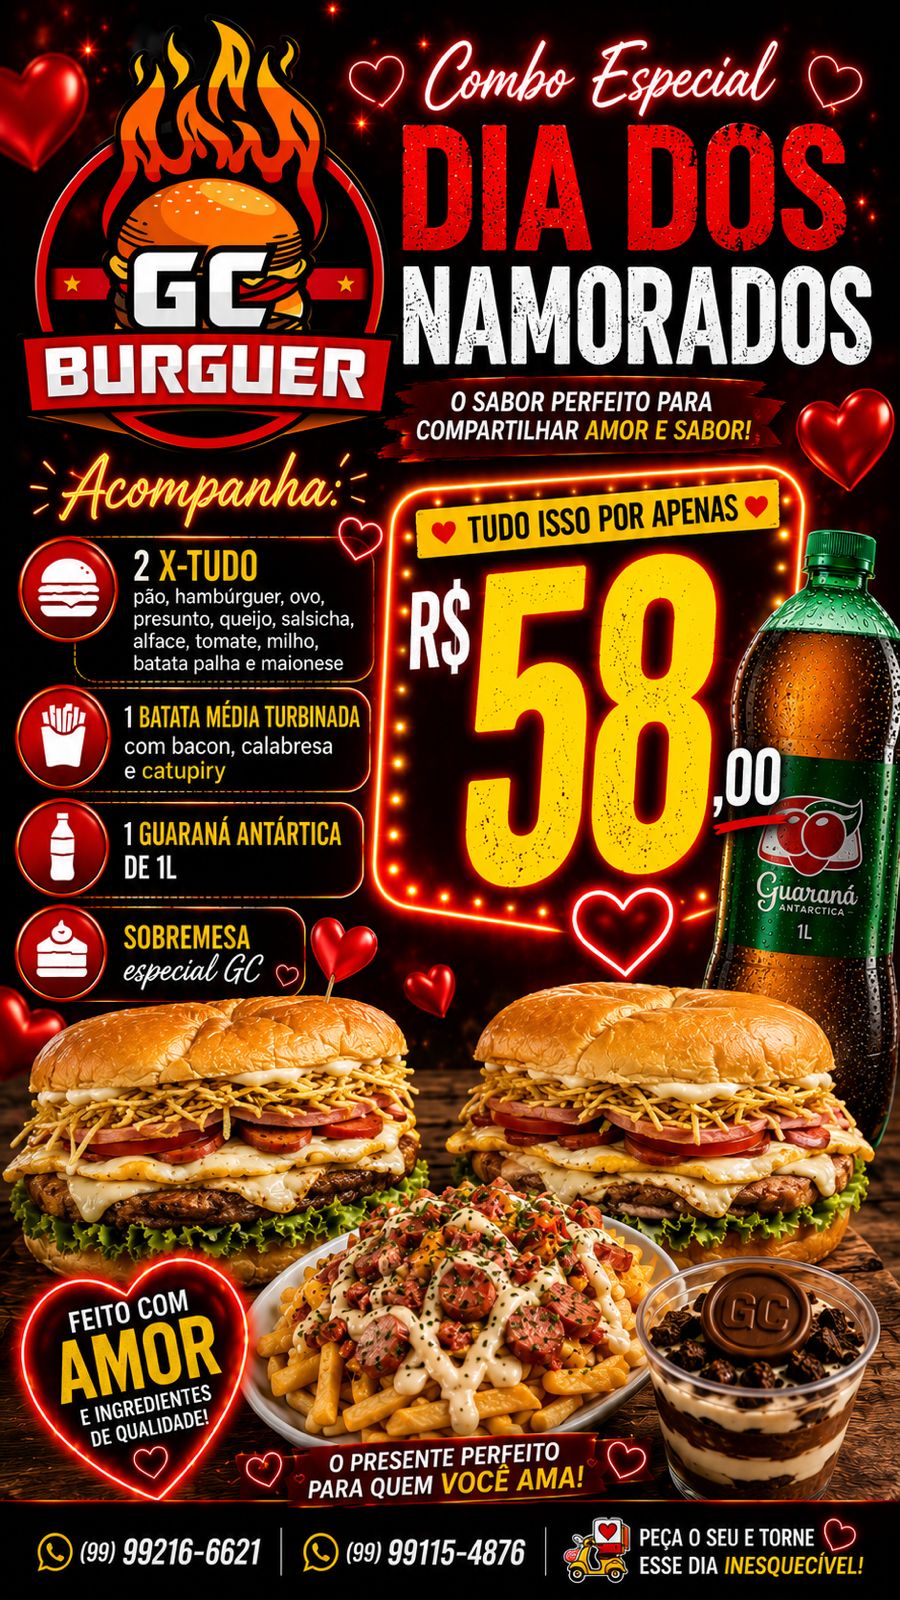 GC
BURGUER
Combo Especial
DIA DOS
NAMORADOS
O SABOR PERFEITO PARA
COMPARTILHAR AMOR E SABOR!
Acompanha:
2 X-TUDO
pão, hambúrguer, ovo,
presunto, queijo, salsicha,
alface, tomate, milho,
batata palha e maionese
1 BATATA MÉDIA TURBINADA
com bacon, calabresa
e catupiry
1 GUARANÁ ANTÁRTICA
DE 1L
SOBREMESA
especial GC
TUDO ISSO POR APENAS
R$ 58,00
Guaraná
ANTARCTICA
1L
FEITO COM
AMOR
E INGREDIENTES
DE QUALIDADE!
GC
O PRESENTE PERFEITO
PARA QUEM VOCÊ AMA!
(99) 99216-6621
(99) 99115-4876
PEÇA O SEU E TORNE
ESSE DIA INESQUECÍVEL!